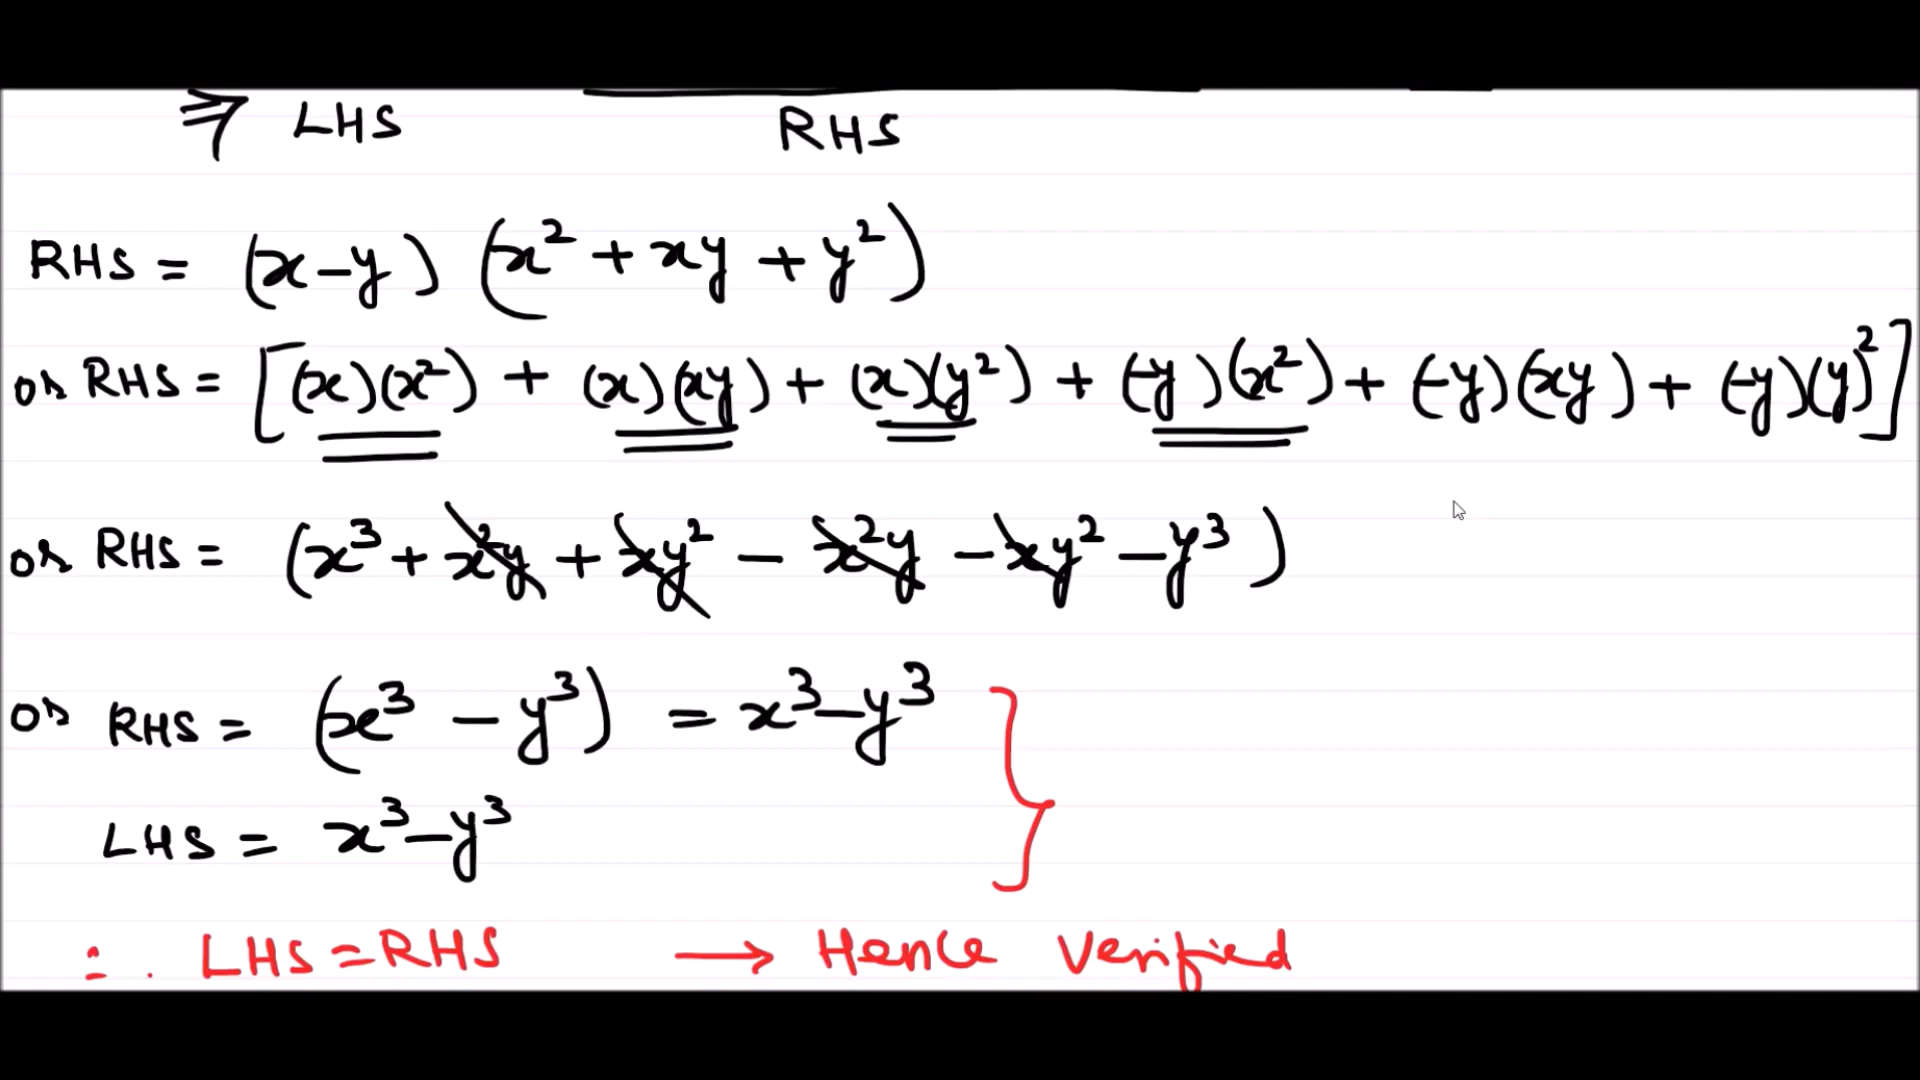 ⇒ LHS RHS
RHS = (x-y) (x² + xy + y²)
or RHS = [(x)(x²) + (x)(xy) + (x)(y²) + (-y)(x²) + (-y)(xy) + (-y)(y)²]
or RHS = (x³ + x²y + xy² - x²y - xy² - y³)
or RHS = (x³ - y³) = x³-y³
LHS = x³-y³
∴ LHS = RHS → Hence Verified